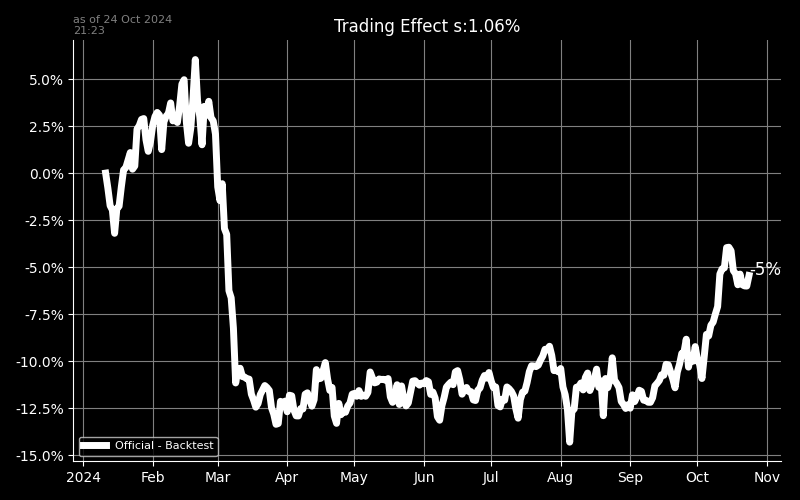 as of 24 Oct 2024
21:23
Trading Effect s:1.06%
5.0%
2.5%
0.0%
-2.5%
-5.0%
-7.5%
-10.0%
-12.5%
-15.0%
-5%
Official - Backtest
2024 Feb Mar Apr May Jun Jul Aug Sep Oct Nov